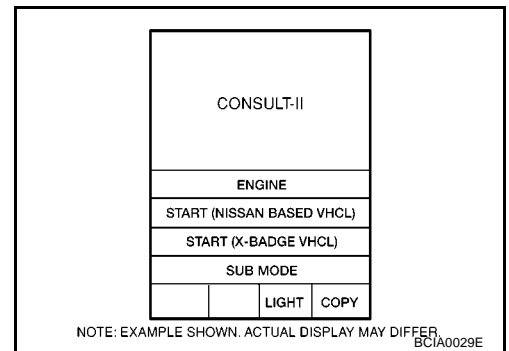 CONSULT-II
ENGINE
START (NISSAN BASED VHCL)
START (X-BADGE VHCL)
SUB MODE
LIGHT COPY
NOTE: EXAMPLE SHOWN. ACTUAL DISPLAY MAY DIFFER.
BCIA0029E